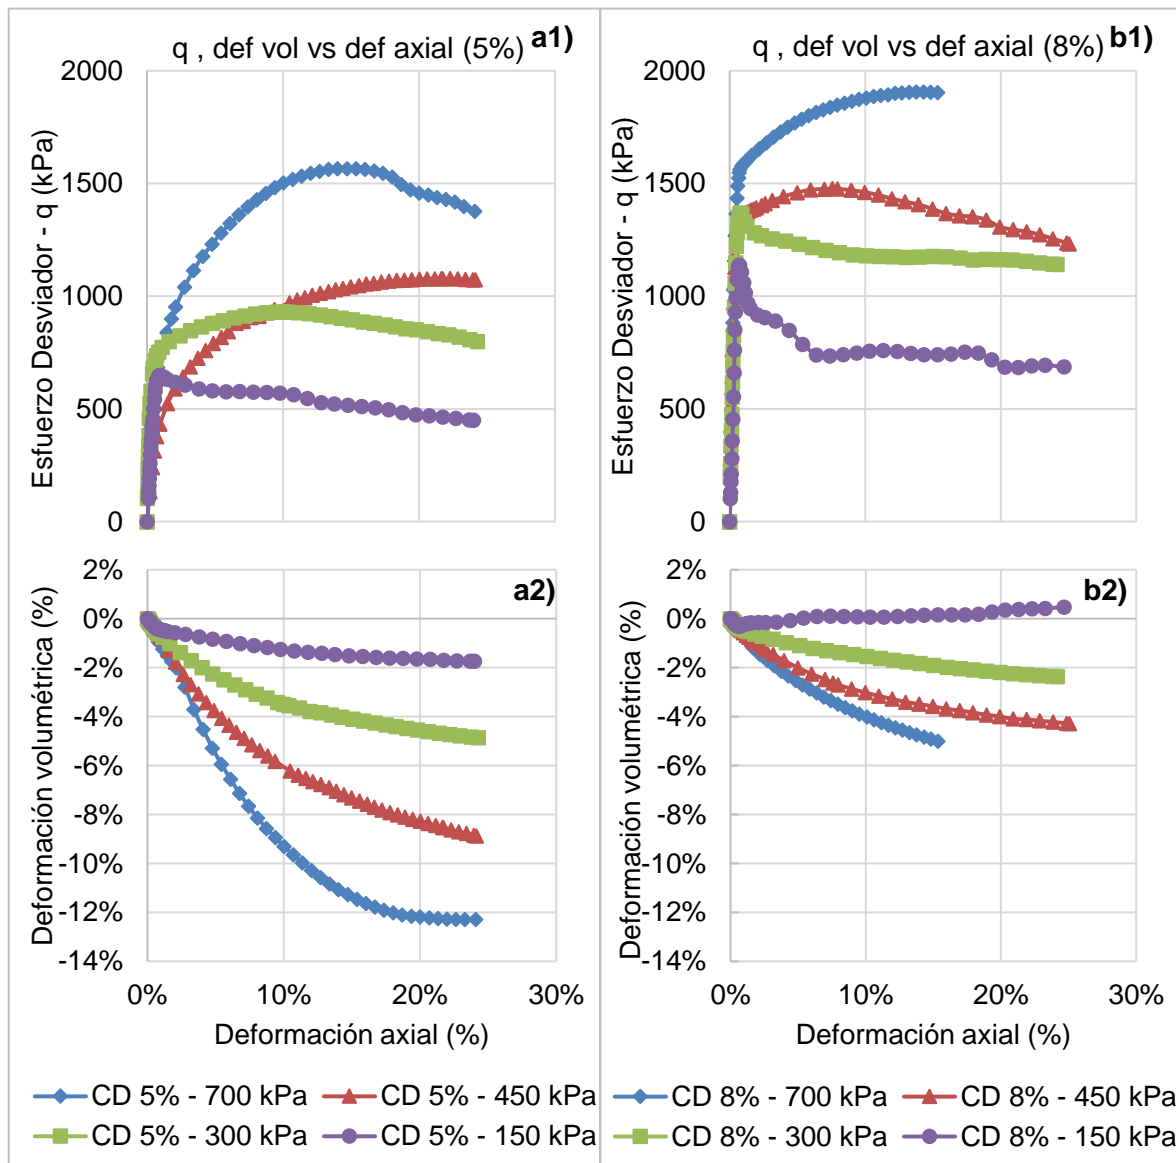 q , def vol vs def axial (5%)
a1)
2000
1500
1000
500
0
Esfuerzo Desviador - q (kPa)
2%
0%
-2%
-4%
-6%
-8%
-10%
-12%
-14%
Deformación volumétrica (%)
a2)
0% 10% 20% 30%
Deformación axial (%)
CD 5% - 700 kPa
CD 5% - 450 kPa
CD 5% - 300 kPa
CD 5% - 150 kPa
q , def vol vs def axial (8%)
b1)
2000
1500
1000
500
0
Esfuerzo Desviador - q (kPa)
2%
0%
-2%
-4%
-6%
-8%
-10%
-12%
-14%
Deformación volumétrica (%)
b2)
0% 10% 20% 30%
Deformación axial (%)
CD 8% - 700 kPa
CD 8% - 450 kPa
CD 8% - 300 kPa
CD 8% - 150 kPa